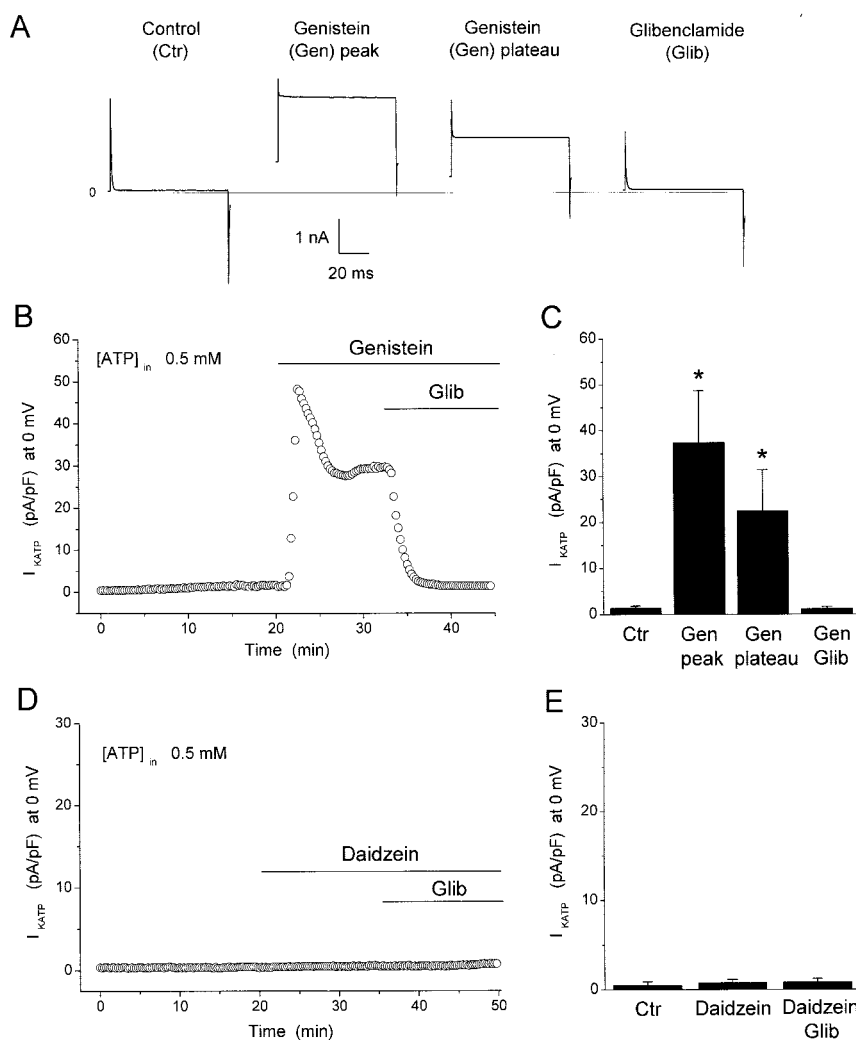 A
Control
(Ctr)
Genistein
(Gen) peak
Genistein
(Gen) plateau
Glibenclamide
(Glib)
0
1 nA
20 ms
B
[ATP] in 0.5 mM
Genistein
Glib
I KATP (pA/pF) at 0 mV
60
50
40
30
20
10
0
0 10 20 30 40
Time (min)
C
I KATP (pA/pF) at 0 mV
60
50
40
30
20
10
0
*
*
Ctr
Gen peak
Gen plateau
Gen Glib
D
[ATP] in 0.5 mM
Daidzein
Glib
I KATP (pA/pF) at 0 mV
30
20
10
0
0 10 20 30 40 50
Time (min)
E
I KATP (pA/pF) at 0 mV
30
20
10
0
Ctr
Daidzein
Daidzein Glib